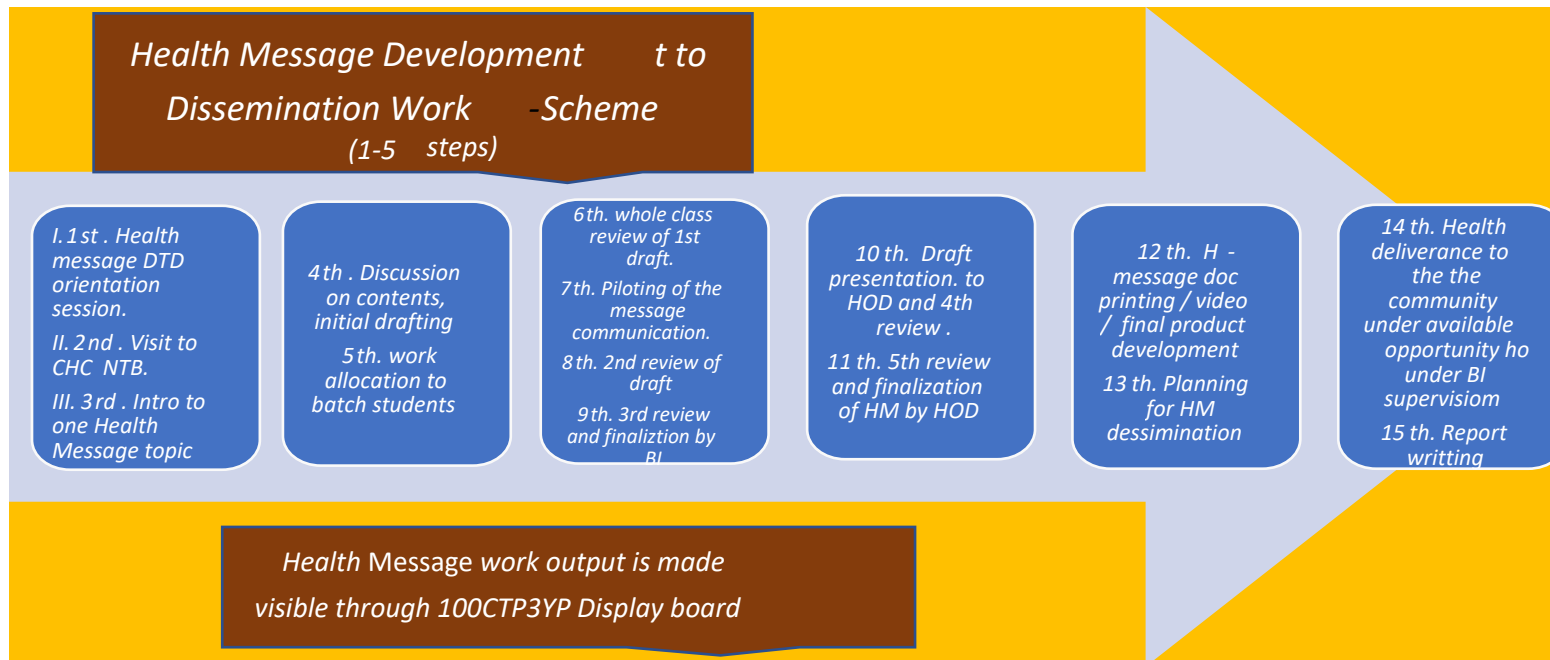 Health Message Development t to
Dissemination Work -Scheme
(1-5 steps)
I. 1st . Health
message DTD
orientation
session.
II. 2nd . Visit to
CHC NTB.
III. 3rd . Intro to
one Health
Message topic
4th . Discussion
on contents,
initial drafting
5th. work
allocation to
batch students
6th. whole class
review of 1st
draft.
7th. Piloting of the
message
communication.
8th. 2nd review of
draft
9th. 3rd review
and finaliztion by
BI
10 th. Draft
presentation. to
HOD and 4th
review .
11 th. 5th review
and finalization
of HM by HOD
12 th. H -
message doc
printing / video
/ final product
development
13 th. Planning
for HM
dessimination
14 th. Health
deliverance to
the the
community
under available
opportunity ho
under BI
supervisiom
15 th. Report
writting
Health Message work output is made
visible through 100CTP3YP Display board